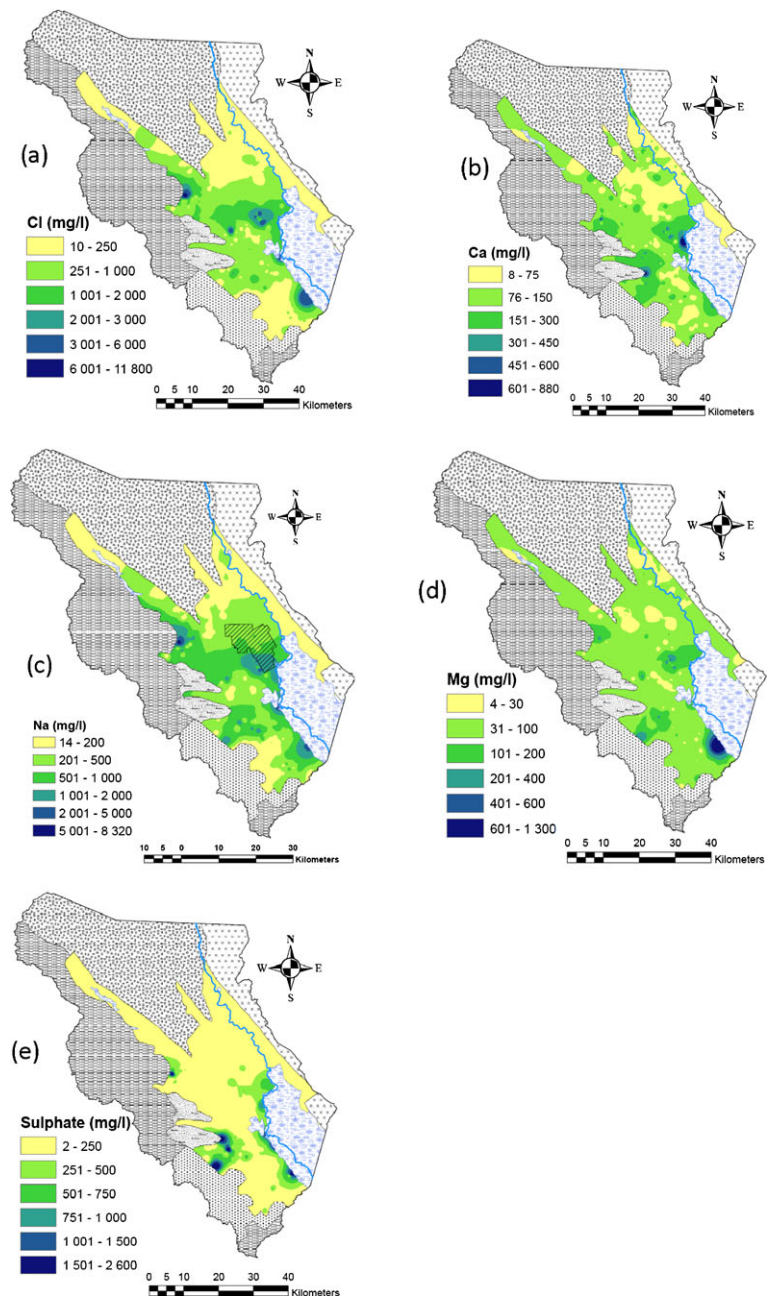 (a)
N
W E
S
Cl (mg/l)
10 - 250
251 - 1 000
1 001 - 2 000
2 001 - 3 000
3 001 - 6 000
6 001 - 11 800
0 5 10 20 30 40
Kilometers
(b)
N
W E
S
Ca (mg/l)
8 - 75
76 - 150
151 - 300
301 - 450
451 - 600
601 - 880
0 5 10 20 30 40
Kilometers
(c)
N
W E
S
Na (mg/l)
14 - 200
201 - 500
501 - 1 000
1 001 - 2 000
2 001 - 5 000
5 001 - 8 320
10 5 0 10 20 30
Kilometers
(d)
N
W E
S
Mg (mg/l)
4 - 30
31 - 100
101 - 200
201 - 400
401 - 600
601 - 1 300
0 5 10 20 30 40
Kilometers
(e)
N
W E
S
Sulphate (mg/l)
2 - 250
251 - 500
501 - 750
751 - 1 000
1 001 - 1 500
1 501 - 2 600
0 5 10 20 30 40
Kilometers